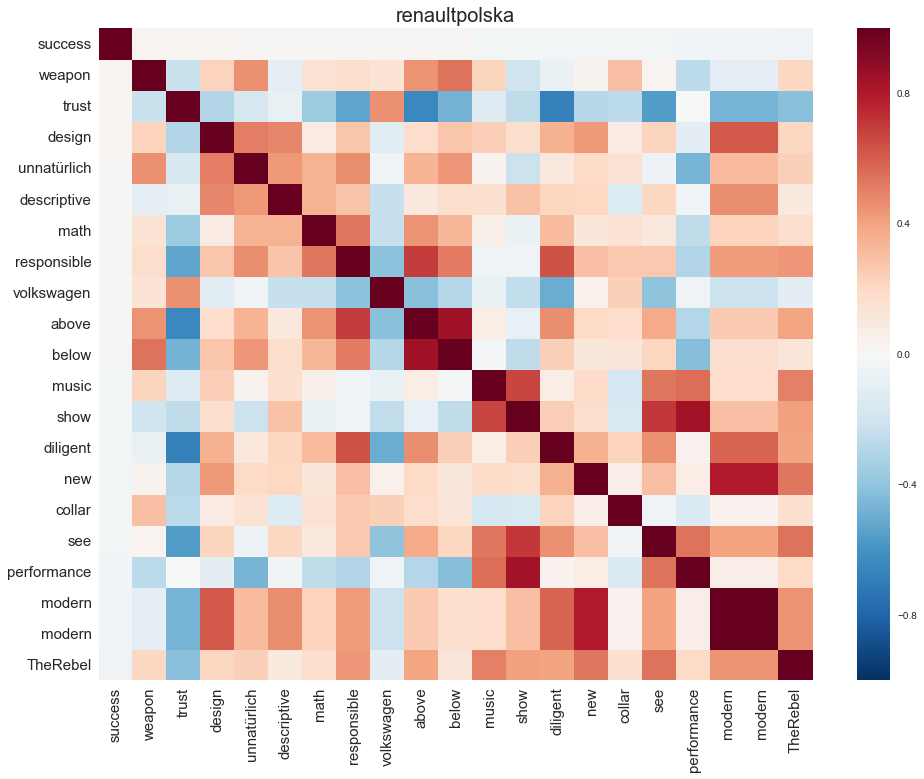 renaultpolska
success
weapon
trust
design
unnatürlich
descriptive
math
responsible
volkswagen
above
below
music
show
diligent
new
collar
see
performance
modern
modern
TheRebel
success
weapon
trust
design
unnatürlich
descriptive
math
responsible
volkswagen
above
below
music
show
diligent
new
collar
see
performance
modern
modern
TheRebel
0.8
0.4
0.0
−0.4
−0.8